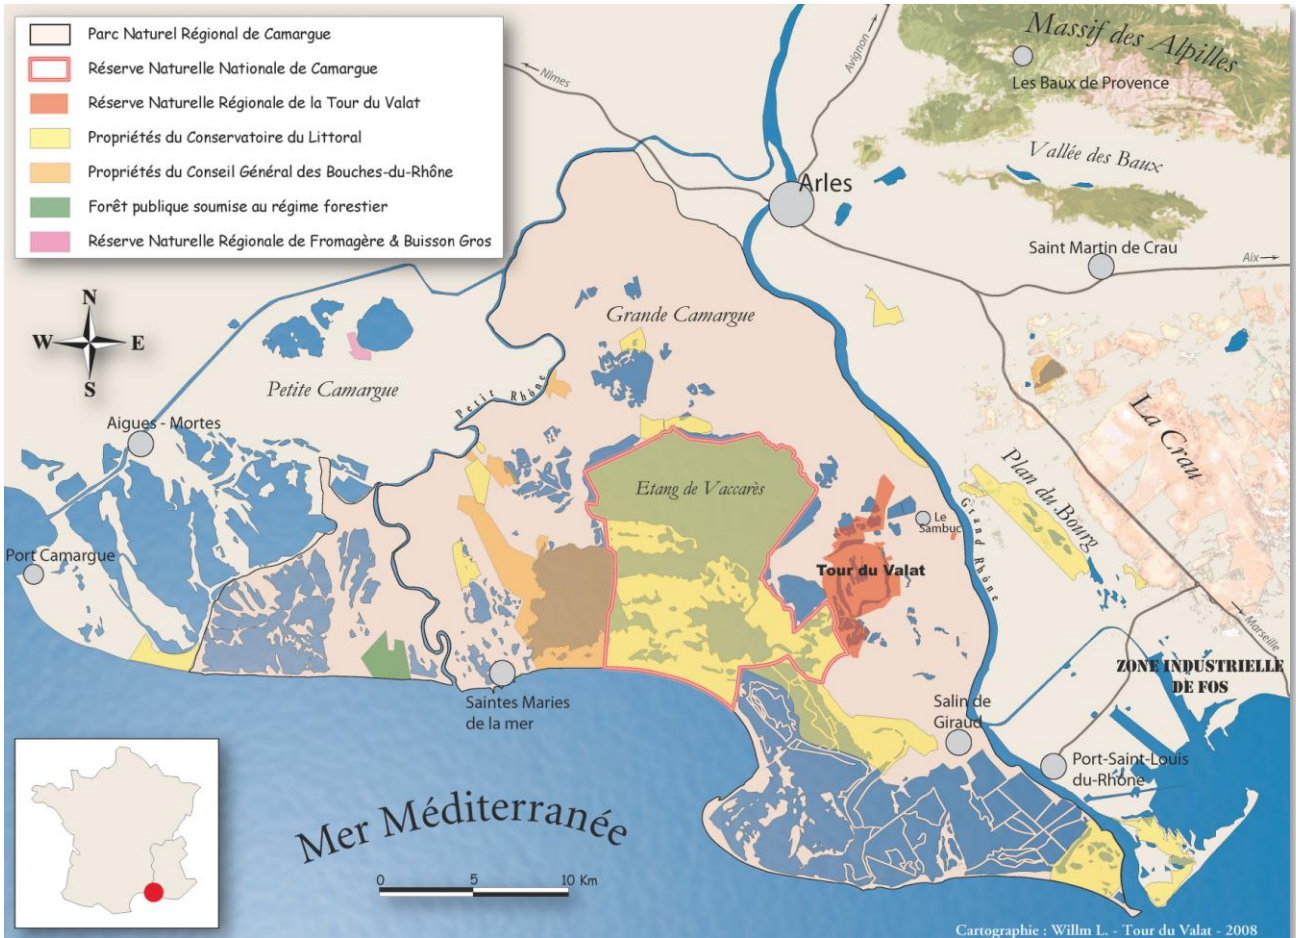 Parc Naturel Régional de Camargue
Réserve Naturelle Nationale de Camargue
Réserve Naturelle Régionale de la Tour du Valat
Propriétés du Conservatoire du Littoral
Propriétés du Conseil Général des Bouches-du-Rhône
Forêt publique soumise au régime forestier
Réserve Naturelle Régionale de Fromagère & Buisson Gros
Nimes
Avignon
Massif des Alpilles
Les Baux de Provence
Vallée des Baux
Arles
Saint Martin de Crau
Aix
N
W
E
S
Grande Camargue
Petite Camargue
Petit Rhône
Aigues - Mortes
La Crau
Etang de Vaccarès
Plan du Bourg
Le
Sambuc
Grand Rhône
Port Camargue
Tour du Valat
Marseille
ZONE INDUSTRIELLE
DE FOS
Saintes Maries
de la mer
Salin de
Giraud
Port-Saint-Louis
du-Rhône
Mer Méditerranée
0 5 10 Km
Cartographie : Willm L. - Tour du Valat - 2008